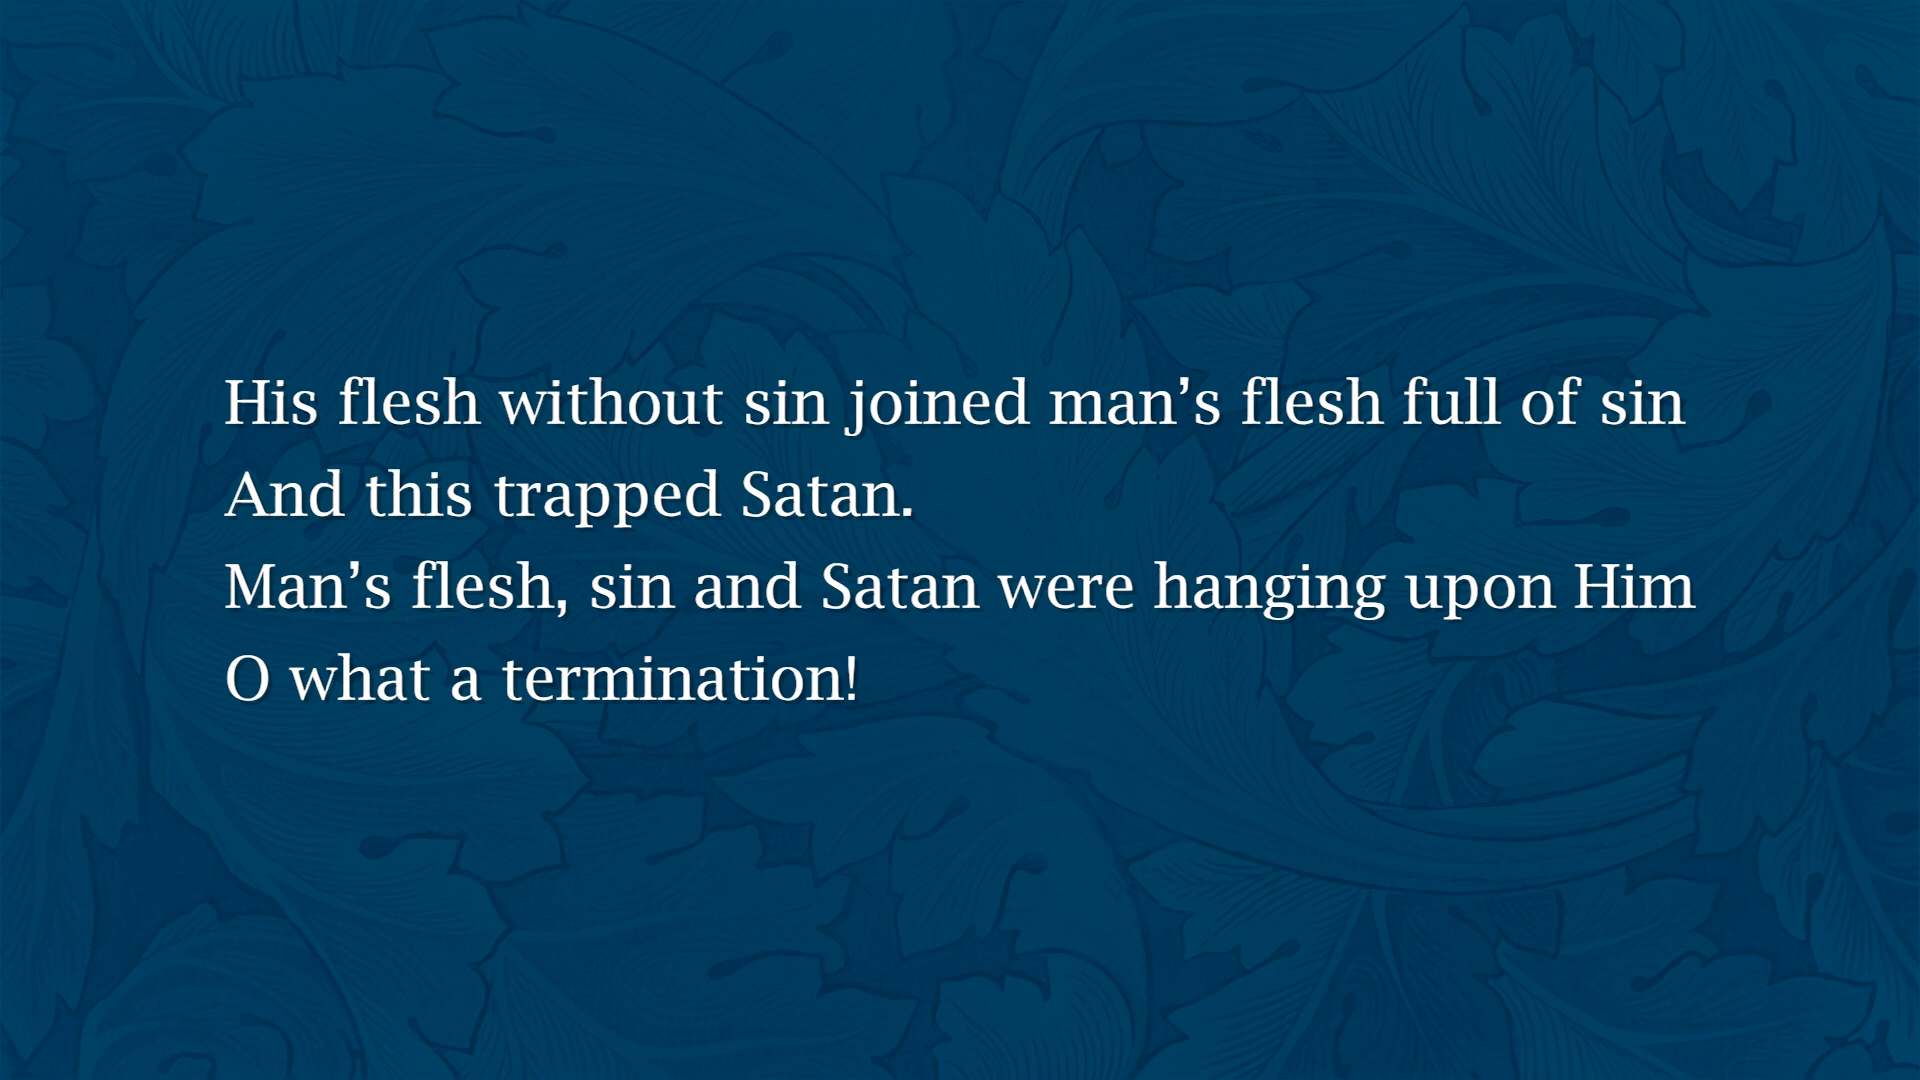 His flesh without sin joined man’s flesh full of sin
And this trapped Satan.
Man’s flesh, sin and Satan were hanging upon Him
O what a termination!